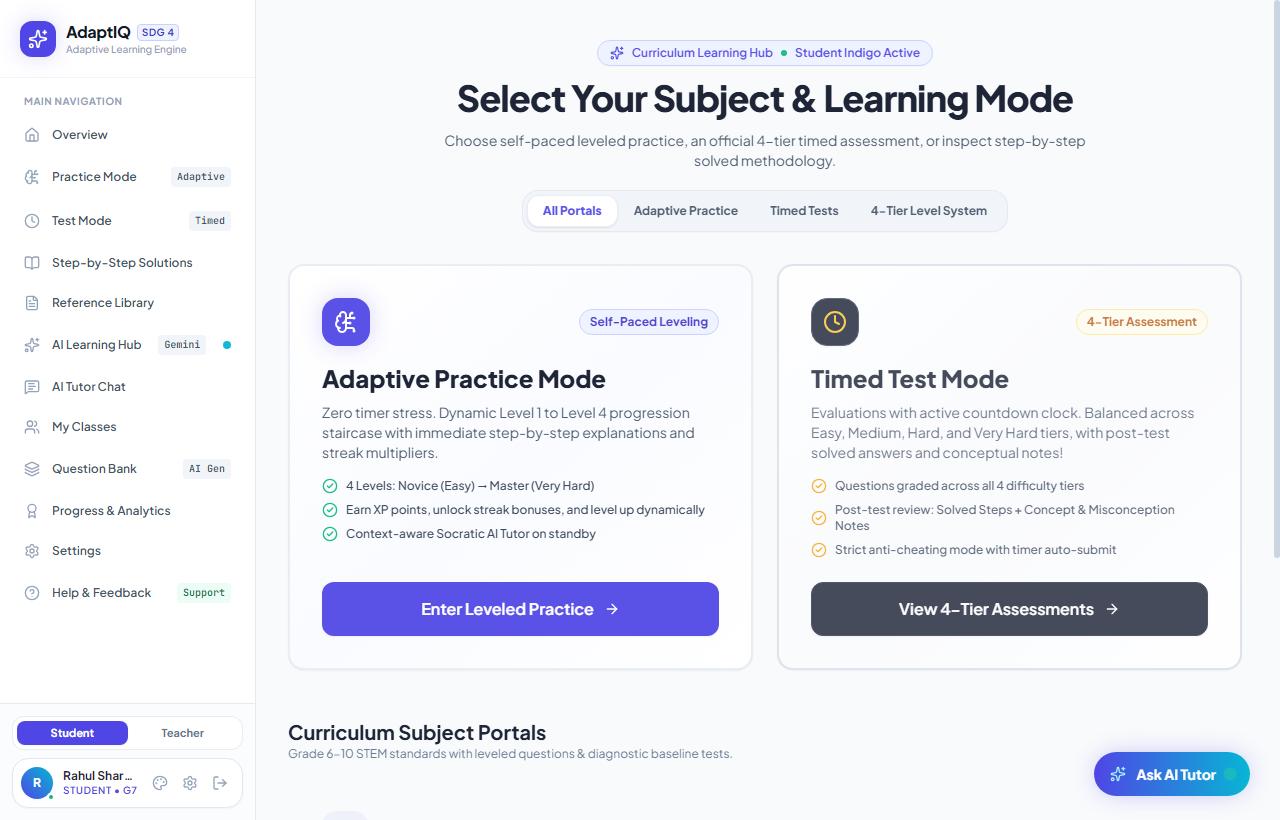 AdaptIQ SDG 4
Adaptive Learning Engine
MAIN NAVIGATION
Overview
Practice Mode Adaptive
Test Mode Timed
Step-by-Step Solutions
Reference Library
AI Learning Hub Gemini
AI Tutor Chat
My Classes
Question Bank AI Gen
Progress & Analytics
Settings
Help & Feedback Support
Student Teacher
R
Rahul Shar...
STUDENT • G7
Curriculum Learning Hub • Student Indigo Active
Select Your Subject & Learning Mode
Choose self-paced leveled practice, an official 4-tier timed assessment, or inspect step-by-step
solved methodology.
All Portals Adaptive Practice Timed Tests 4-Tier Level System
Self-Paced Leveling
Adaptive Practice Mode
Zero timer stress. Dynamic Level 1 to Level 4 progression
staircase with immediate step-by-step explanations and
streak multipliers.
4 Levels: Novice (Easy) → Master (Very Hard)
Earn XP points, unlock streak bonuses, and level up dynamically
Context-aware Socratic AI Tutor on standby
Enter Leveled Practice →
4-Tier Assessment
Timed Test Mode
Evaluations with active countdown clock. Balanced across
Easy, Medium, Hard, and Very Hard tiers, with post-test
solved answers and conceptual notes!
Questions graded across all 4 difficulty tiers
Post-test review: Solved Steps + Concept & Misconception
Notes
Strict anti-cheating mode with timer auto-submit
View 4-Tier Assessments →
Curriculum Subject Portals
Grade 6-10 STEM standards with leveled questions & diagnostic baseline tests.
Ask AI Tutor